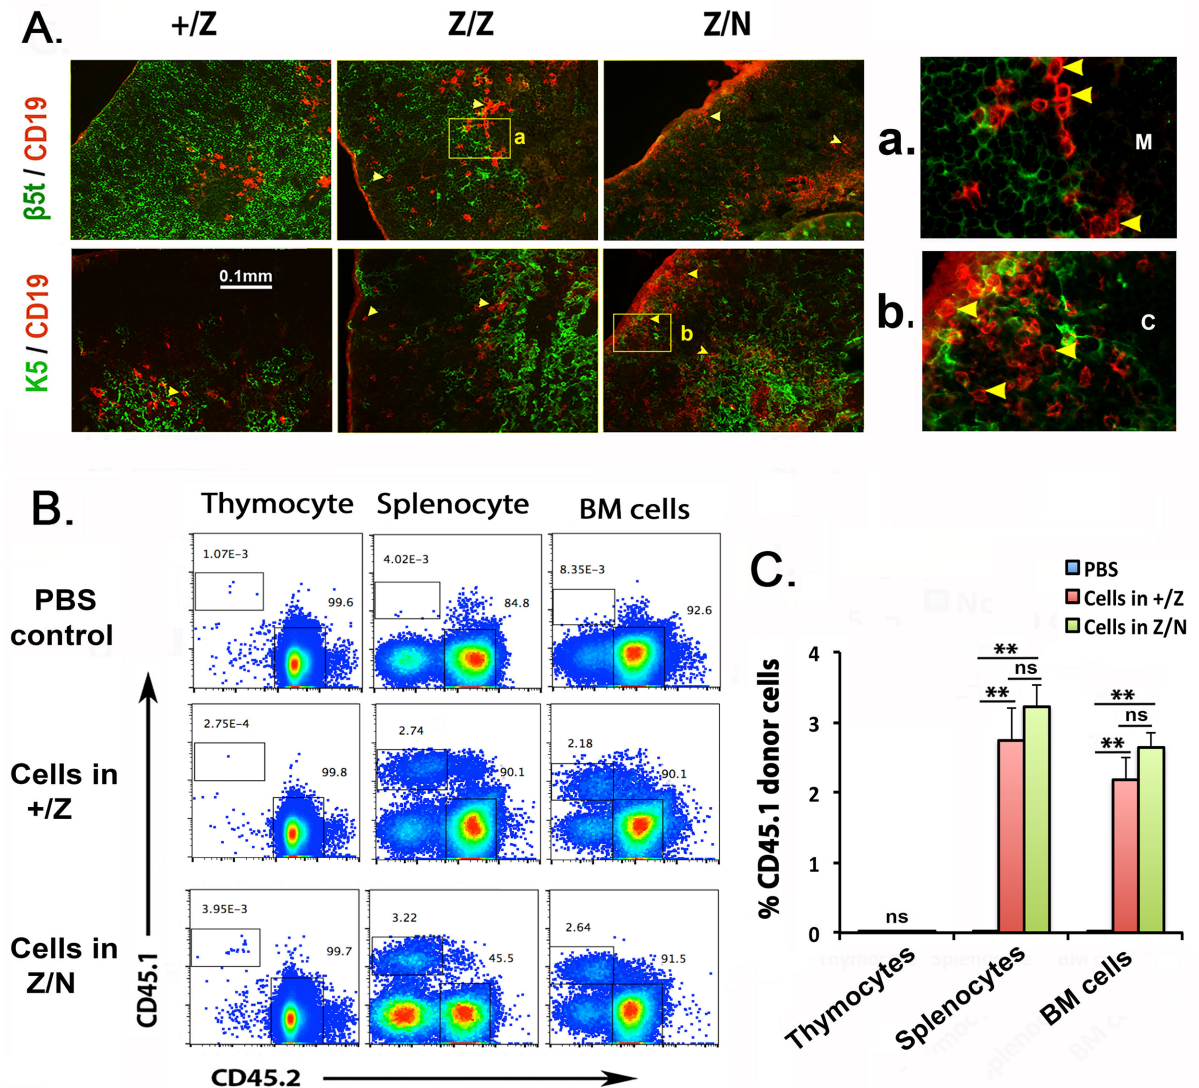 A.
+/Z
Z/Z
Z/N
β5t / CD19
a
a.
M
K5 / CD19
0.1mm
b
b.
C
B.
Thymocyte
Splenocyte
BM cells
PBS
control
1.07E-3
99.6
4.02E-3
84.8
8.35E-3
92.6
Cells in
+/Z
2.75E-4
99.8
2.74
90.1
2.18
90.1
Cells in
Z/N
3.95E-3
99.7
3.22
45.5
2.64
91.5
CD45.1
CD45.2
C.
PBS
Cells in +/Z
Cells in Z/N
% CD45.1 donor cells
4
3
2
1
0
ns
**
ns
**
**
ns
**
Thymocytes
Splenocytes
BM cells